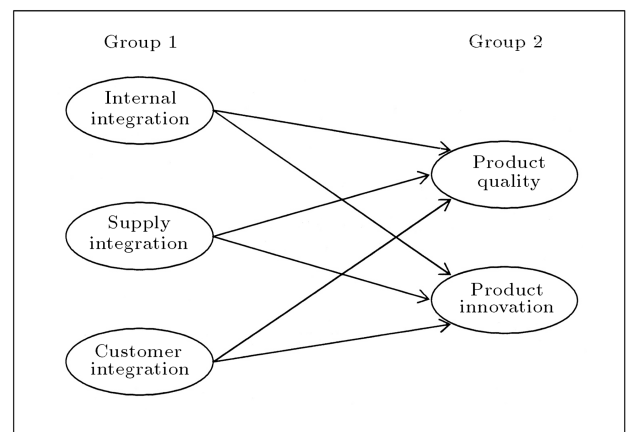 Group 1
Group 2
Internal
integration
Supply
integration
Customer
integration
Product
quality
Product
innovation